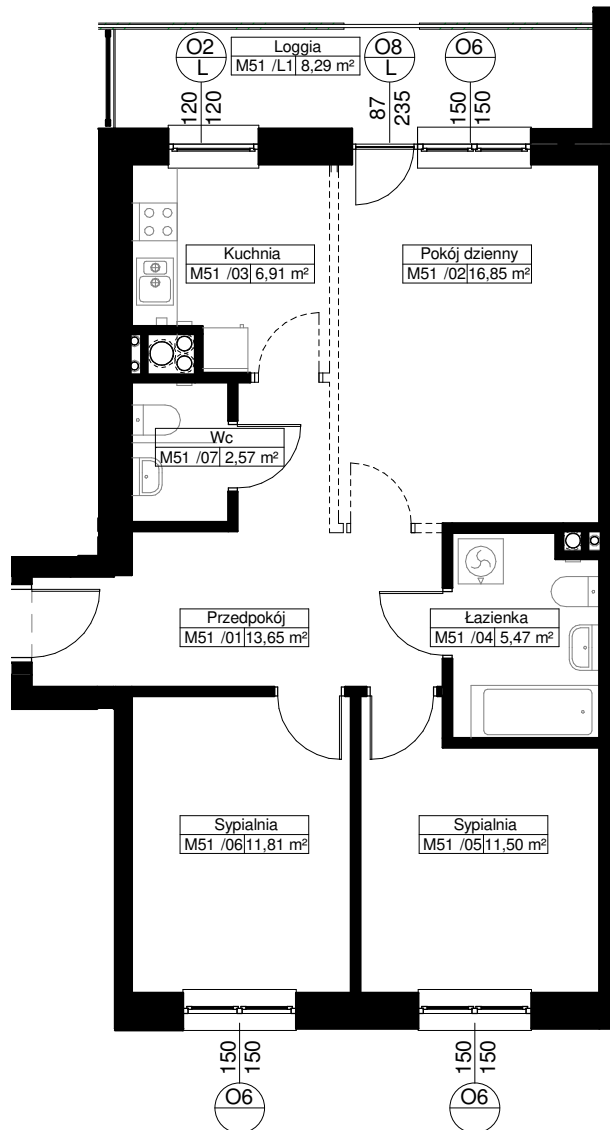 O2
L
Loggia
M51 /L1 8,29 m²
O8
L
O6
120
120
87
235
150
150
Kuchnia
M51 /03 6,91 m²
Pokój dzienny
M51 /02 16,85 m²
Wc
M51 /07 2,57 m²
Przedpokój
M51 /01 13,65 m²
Łazienka
M51 /04 5,47 m²
Sypialnia
M51 /06 11,81 m²
Sypialnia
M51 /05 11,50 m²
150
150
150
150
O6
O6